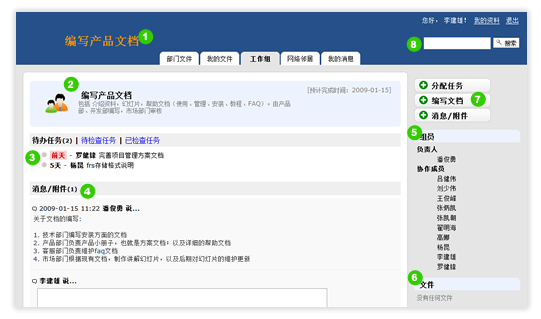 您好，李建雄！ 我的资料 退出
编写产品文档 1
8 搜索
部门文件 我的文件 工作组 网络邻居 我的消息
2 编写产品文档 [预计完成时间：2009-01-15]
包括 介绍资料，幻灯片，帮助文档（使用、管理、安装、教程、FAQ），由产品
部、开发部编写，市场部门审核
分配任务
编写文档 7
消息/附件
待办任务(2) | 待检查任务 | 已检查任务
3 前天 - 罗健锋 完善项目管理方案文档
5天 - 杨昆 frs存储格式说明
消息/附件(1) 4
2009-01-15 11:22 潘俊勇 说...
关于文档的编写：
1. 技术部门编写安装方面的文档
2. 产品部门负责产品小册子，也就是方案文档，以及详细的帮助文档
3. 客服部门负责维护faq文档
4. 市场部门根据现有文档，制作讲解幻灯片，以及后期对幻灯片的维护更新
李建雄 说...
5 组员
负责人
潘俊勇
协作成员
吕健伟
刘少伟
王俊峰
张炳凯
张凯朝
翟明海
高卿
杨昆
李建雄
罗健锋
6 文件
没有任何文件